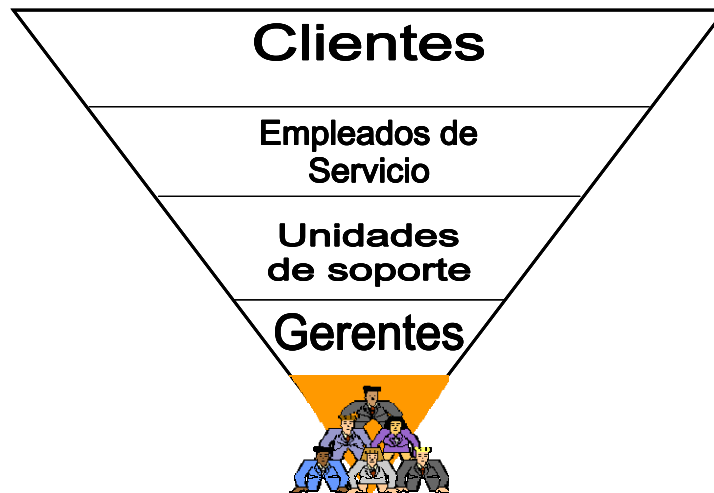 Clientes
Empleados de
Servicio
Unidades
de soporte
Gerentes